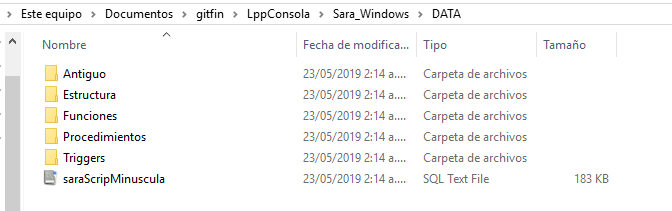 Este equipo > Documentos > gitfin > LppConsola > Sara_Windows > DATA
Nombre Fecha de modifica... Tipo Tamaño
Antiguo 23/05/2019 2:14 a.... Carpeta de archivos
Estructura 23/05/2019 2:14 a.... Carpeta de archivos
Funciones 23/05/2019 2:14 a.... Carpeta de archivos
Procedimientos 23/05/2019 2:14 a.... Carpeta de archivos
Triggers 23/05/2019 2:14 a.... Carpeta de archivos
saraScripMinuscula 23/05/2019 2:14 a.... SQL Text File 183 KB